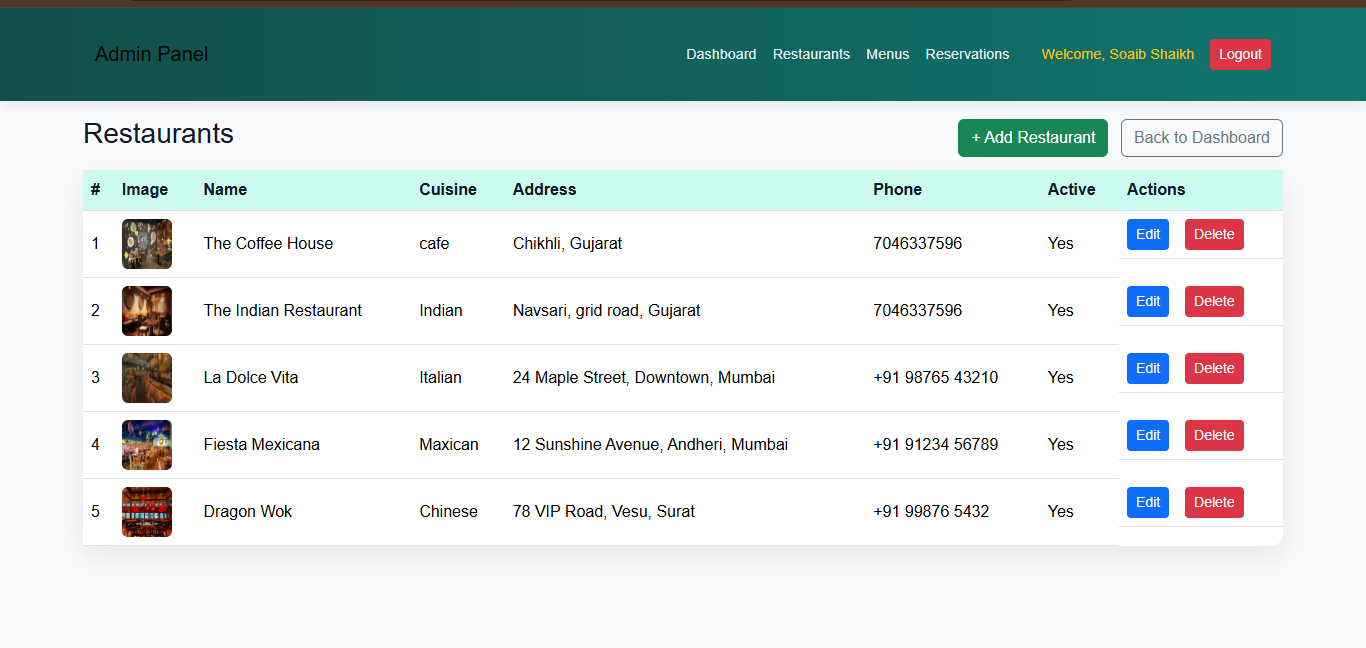 Admin Panel Dashboard Restaurants Menus Reservations Welcome, Soaib Shaikh Logout
Restaurants + Add Restaurant Back to Dashboard
# Image Name Cuisine Address Phone Active Actions
1 The Coffee House cafe Chikhli, Gujarat 7046337596 Yes Edit Delete
2 The Indian Restaurant Indian Navsari, grid road, Gujarat 7046337596 Yes Edit Delete
3 La Dolce Vita Italian 24 Maple Street, Downtown, Mumbai +91 98765 43210 Yes Edit Delete
4 Fiesta Mexicana Maxican 12 Sunshine Avenue, Andheri, Mumbai +91 91234 56789 Yes Edit Delete
5 Dragon Wok Chinese 78 VIP Road, Vesu, Surat +91 99876 5432 Yes Edit Delete